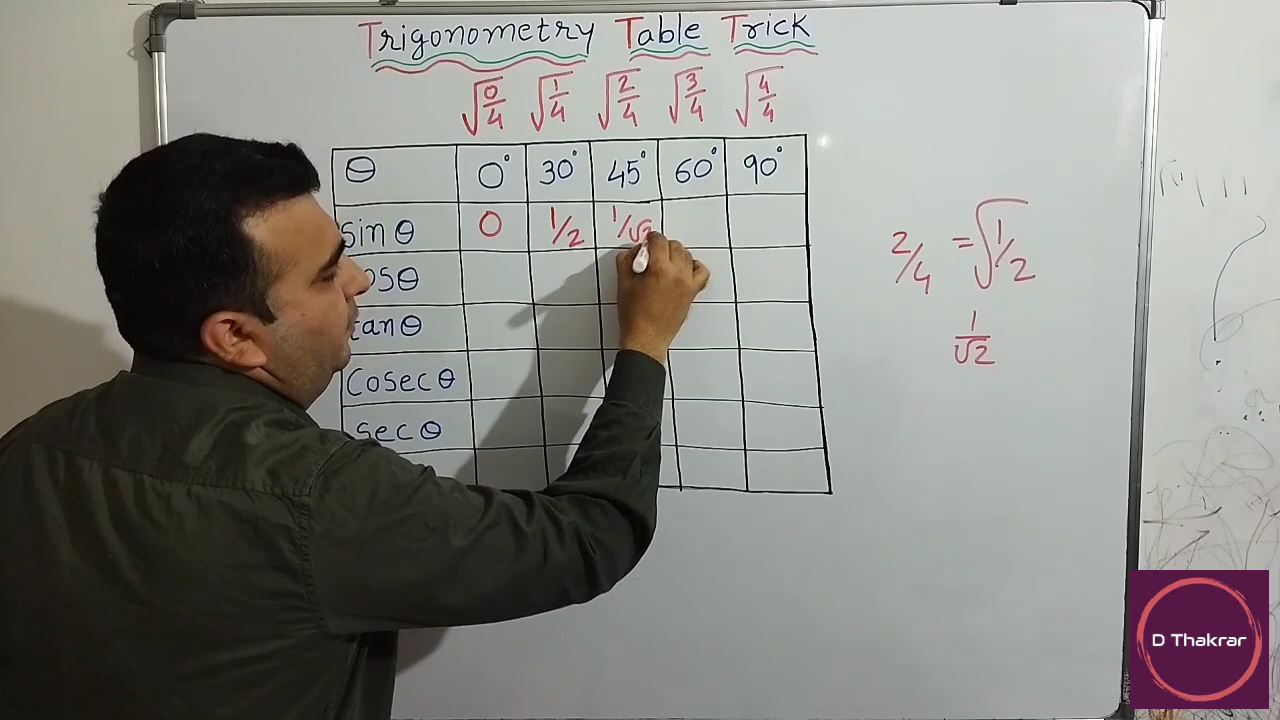 Trigonometry Table Trick
√0/4 √1/4 √2/4 √3/4 √4/4
θ 0° 30° 45° 60° 90°
sin θ 0 1/2 1/√2
osθ
tan θ
Cosec θ
sec θ
2/4 = √1/2
1/√2
D Thakrar